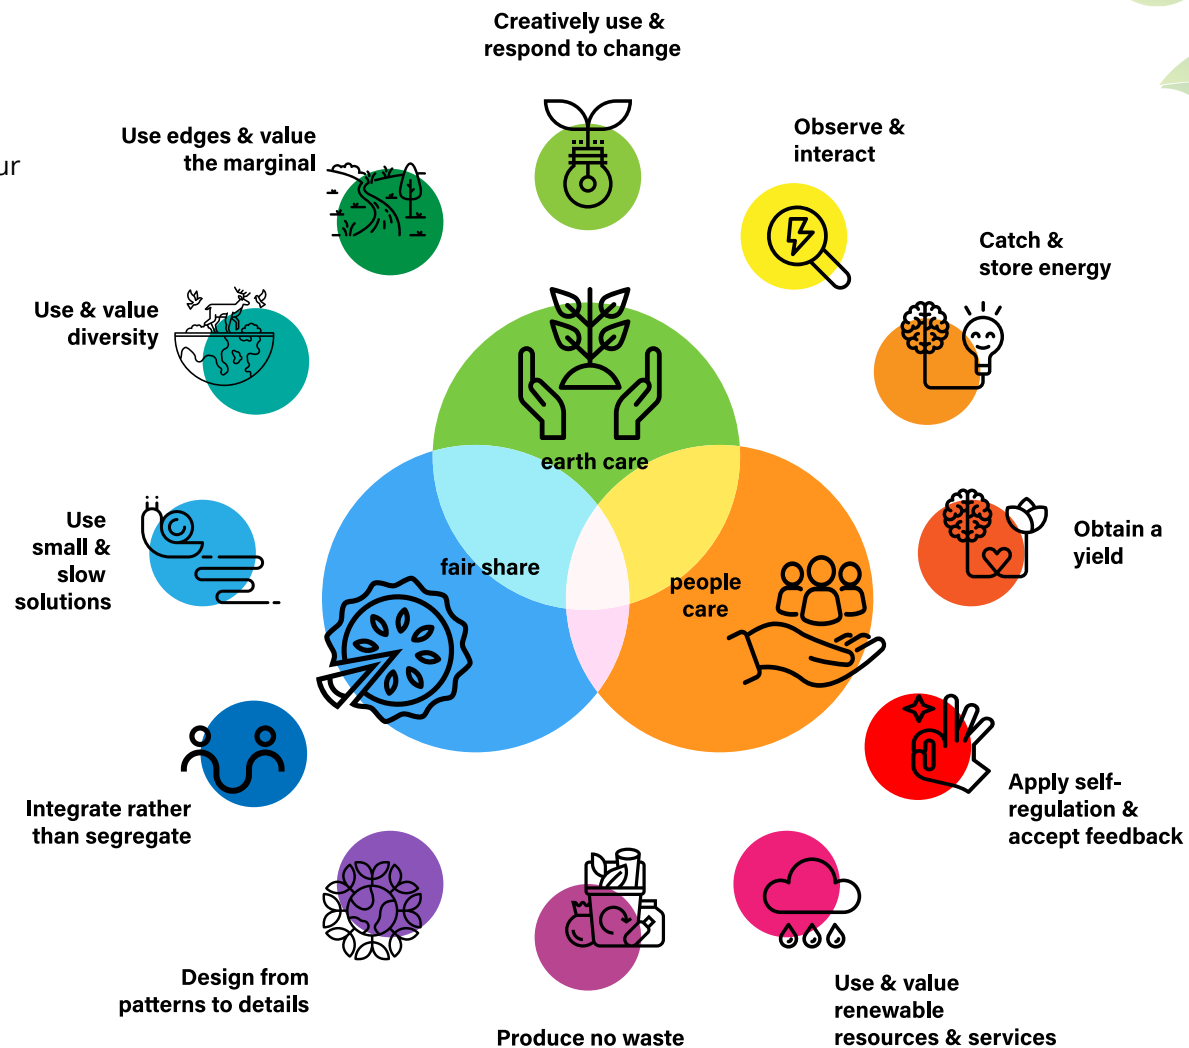 Creatively use &
respond to change
Observe &
interact
Catch &
store energy
Obtain a
yield
Apply self-
regulation &
accept feedback
Use & value
renewable
resources & services
Produce no waste
Design from
patterns to details
Integrate rather
than segregate
Use
small &
slow
solutions
Use & value
diversity
Use edges & value
the marginal
ur
earth care
fair share
people
care